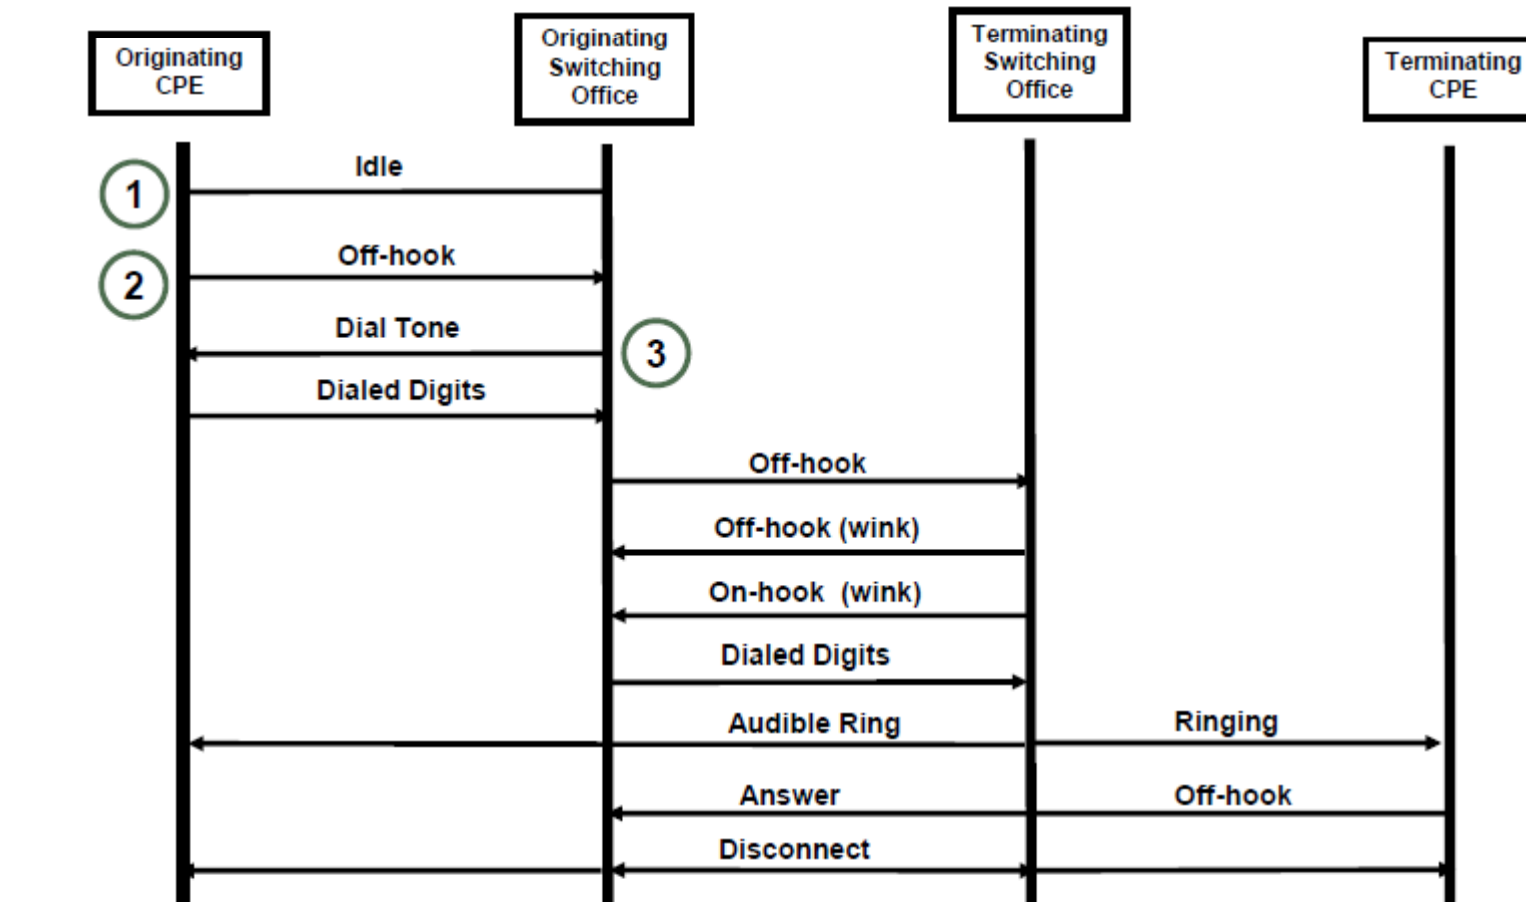 Originating
CPE
Originating
Switching
Office
Terminating
Switching
Office
Terminating
CPE
1
Idle
2
Off-hook
Dial Tone
3
Dialed Digits
Off-hook
Off-hook (wink)
On-hook (wink)
Dialed Digits
Audible Ring
Ringing
Answer
Off-hook
Disconnect